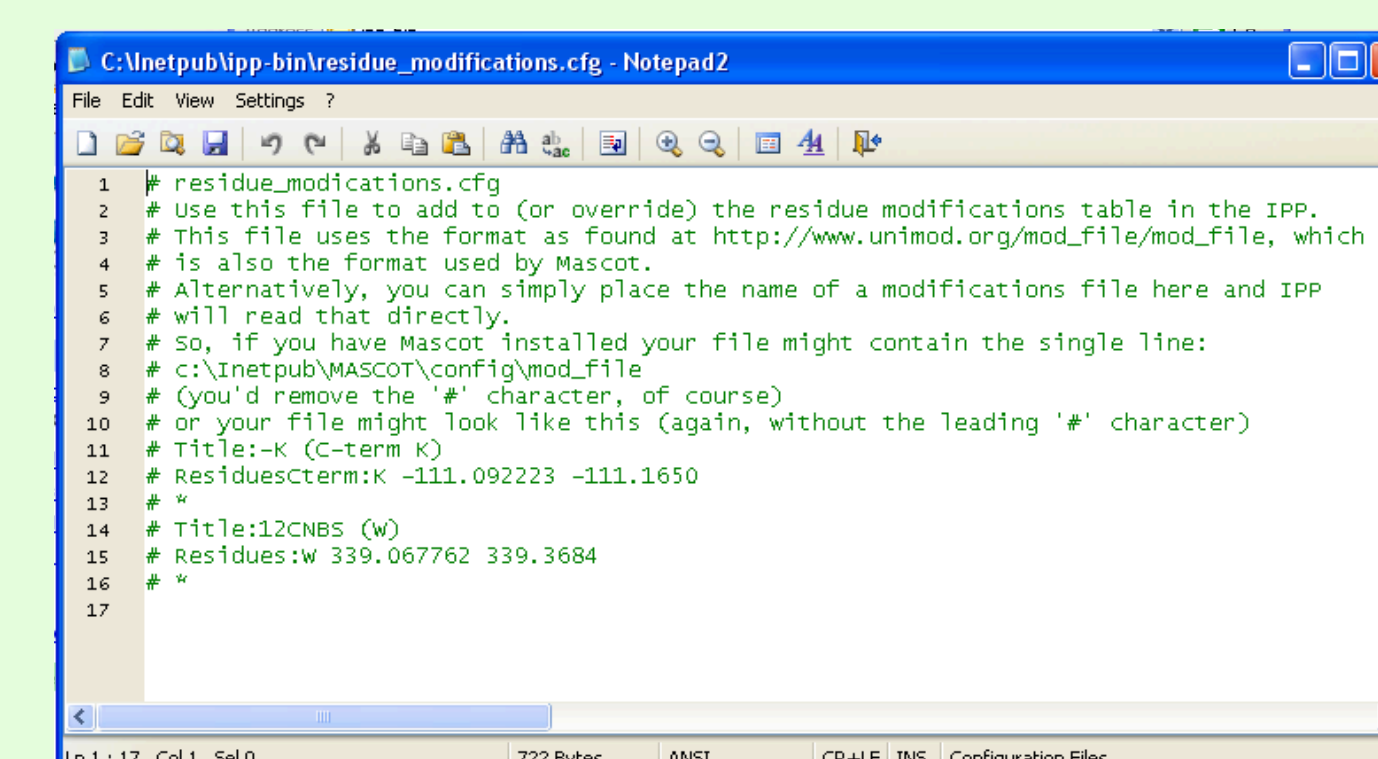 C:\Inetpub\ipp-bin\residue_modifications.cfg - Notepad2
File Edit View Settings ?
1 # residue_modications.cfg
2 # Use this file to add to (or override) the residue modifications table in the IPP.
3 # This file uses the format as found at http://www.unimod.org/mod_file/mod_file, which
4 # is also the format used by Mascot.
5 # Alternatively, you can simply place the name of a modifications file here and IPP
6 # will read that directly.
7 # So, if you have Mascot installed your file might contain the single line:
8 # c:\Inetpub\MASCOT\config\mod_file
9 # (you'd remove the '#' character, of course)
10 # or your file might look like this (again, without the leading '#' character)
11 # Title:-K (C-term K)
12 # ResiduesCterm:K -111.092223 -111.1650
13 # *
14 # Title:12CNBS (W)
15 # Residues:W 339.067762 339.3684
16 # *
17
Ln 1 : 17 Col 1 Sel 0 722 Bytes ANSI CR+LF INS Configuration Files